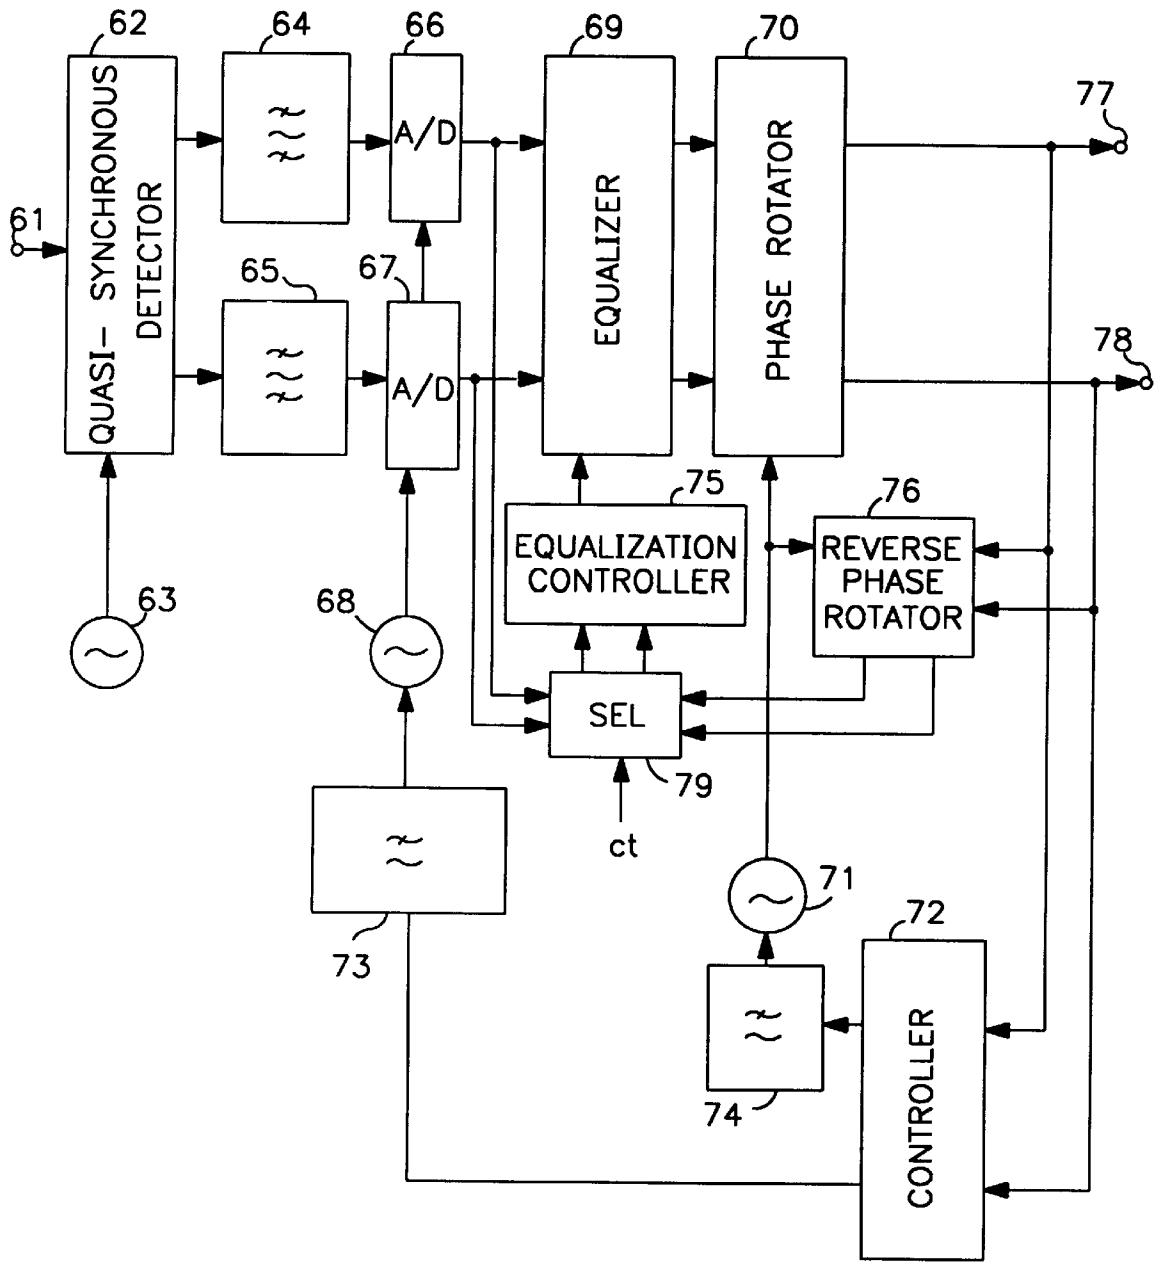 62
64
66
69
70
77
61
QUASI- SYNCHRONOUS
DETECTOR
A/D
EQUALIZER
PHASE ROTATOR
65
67
A/D
78
75
76
EQUALIZATION
CONTROLLER
REVERSE
PHASE
ROTATOR
63
68
SEL
79
ct
71
72
73
74
CONTROLLER